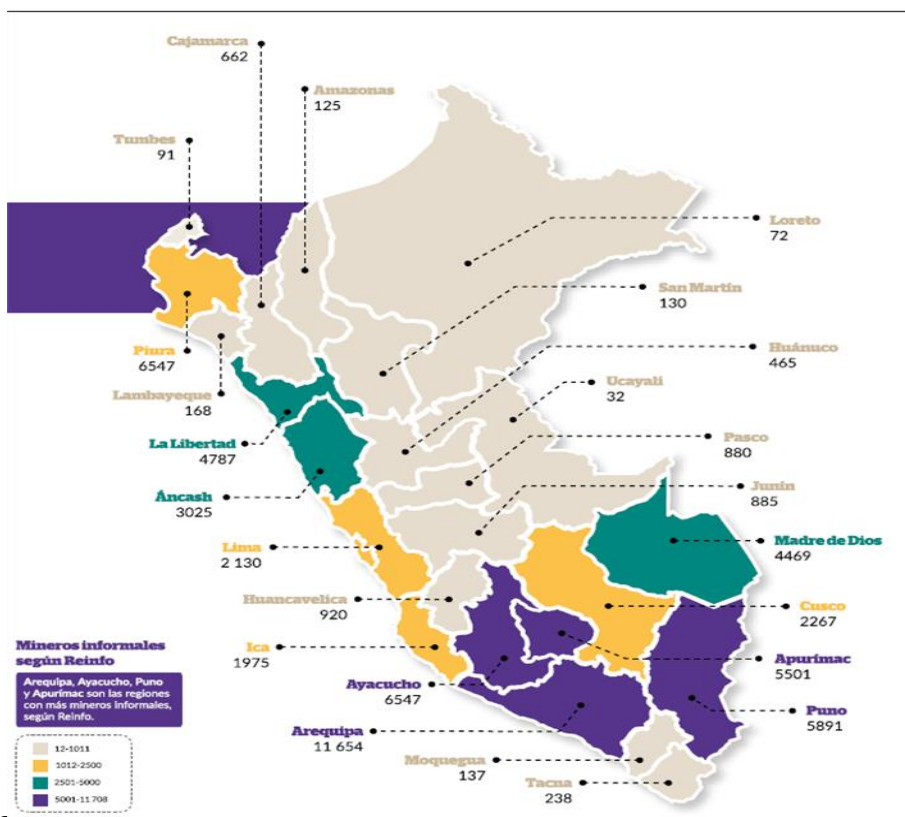 Cajamarca
662
Amazonas
125
Tumbes
91
Loreto
72
San Martín
130
Huánuco
465
Piura
6547
Ucayali
32
Lambayeque
168
La Libertad
4787
Pasco
880
Áncash
3025
Junín
885
Lima
2 130
Madre de Dios
4469
Huancavelica
920
Cusco
2267
Ica
1975
Apurímac
5501
Ayacucho
6547
Puno
5891
Arequipa
11 654
Moquegua
137
Tacna
238
Mineros informales
según Reinfo
Arequipa, Ayacucho, Puno
y Apurímac son las regiones
con más mineros informales,
según Reinfo.
12-1011
1012-2500
2501-5000
5001-11 708